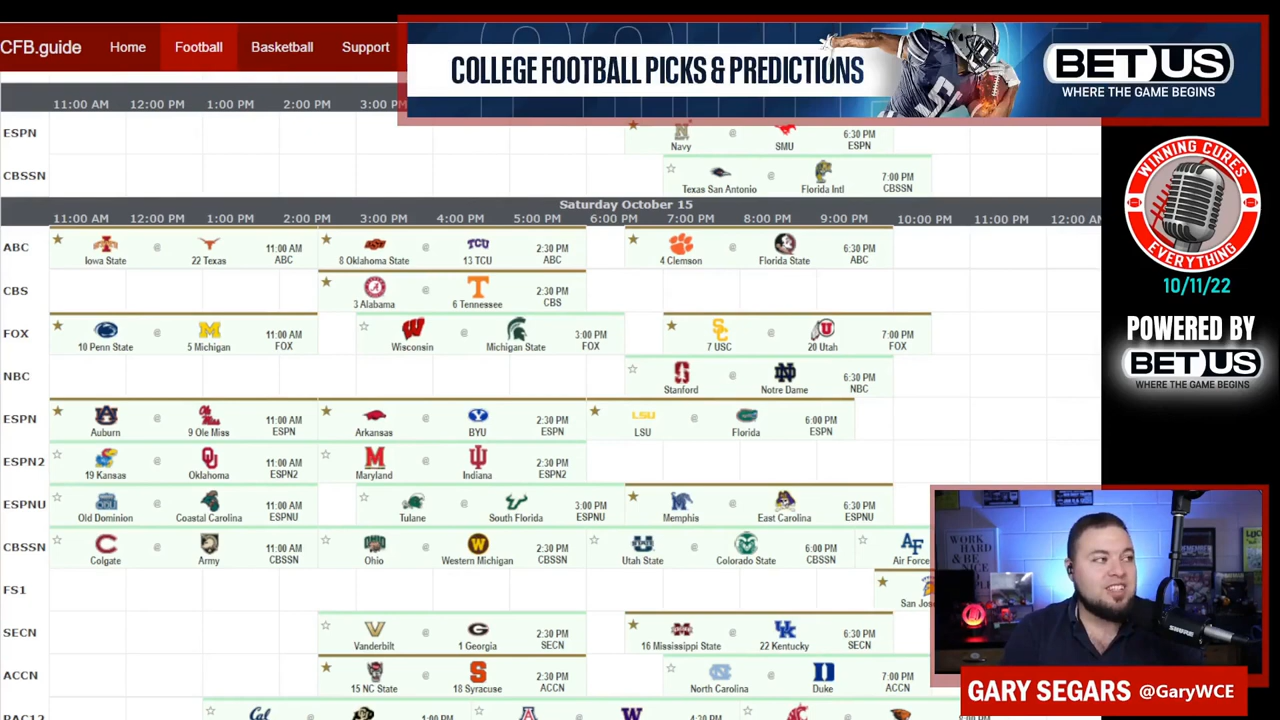 CFB.guide Home Football Basketball Support
COLLEGE FOOTBALL PICKS & PREDICTIONS
BETUS
WHERE THE GAME BEGINS
11:00 AM 12:00 PM 1:00 PM 2:00 PM 3:00 PM
ESPN Navy @ SMU 6:30 PM ESPN
CBSSN Texas San Antonio @ Florida Intl 7:00 PM CBSSN
Saturday October 15
11:00 AM 12:00 PM 1:00 PM 2:00 PM 3:00 PM 4:00 PM 5:00 PM 6:00 PM 7:00 PM 8:00 PM 9:00 PM 10:00 PM 11:00 PM 12:00 AM
ABC Iowa State @ 22 Texas 11:00 AM ABC 8 Oklahoma State @ 13 TCU 2:30 PM ABC 4 Clemson @ Florida State 6:30 PM ABC
CBS 3 Alabama @ 6 Tennessee 2:30 PM CBS
FOX 10 Penn State @ 5 Michigan 11:00 AM FOX Wisconsin @ Michigan State 3:00 PM FOX 7 USC @ 20 Utah 7:00 PM FOX
NBC Stanford @ Notre Dame 6:30 PM NBC
ESPN Auburn @ 9 Ole Miss 11:00 AM ESPN Arkansas @ BYU 2:30 PM ESPN LSU @ Florida 6:00 PM ESPN
ESPN2 19 Kansas @ Oklahoma 11:00 AM ESPN2 Maryland @ Indiana 2:30 PM ESPN2
ESPNU Old Dominion @ Coastal Carolina 11:00 AM ESPNU Tulane @ South Florida 3:00 PM ESPNU Memphis @ East Carolina 6:30 PM ESPNU
CBSSN Colgate @ Army 11:00 AM CBSSN Ohio @ Western Michigan 2:30 PM CBSSN Utah State @ Colorado State 6:00 PM CBSSN Air Force
FS1 San Jos
SECN Vanderbilt @ 1 Georgia 2:30 PM SECN 16 Mississippi State @ 22 Kentucky 6:30 PM SECN
ACCN 15 NC State @ 18 Syracuse 2:30 PM ACCN North Carolina @ Duke 7:00 PM ACCN
PAC12 @ 1:00 PM @ 4:30 PM @
WINNING CURES
EVERYTHING
10/11/22
POWERED BY
BETUS
WHERE THE GAME BEGINS
WORK
HARD
& BE
SHURE
GARY SEGARS @GaryWCE